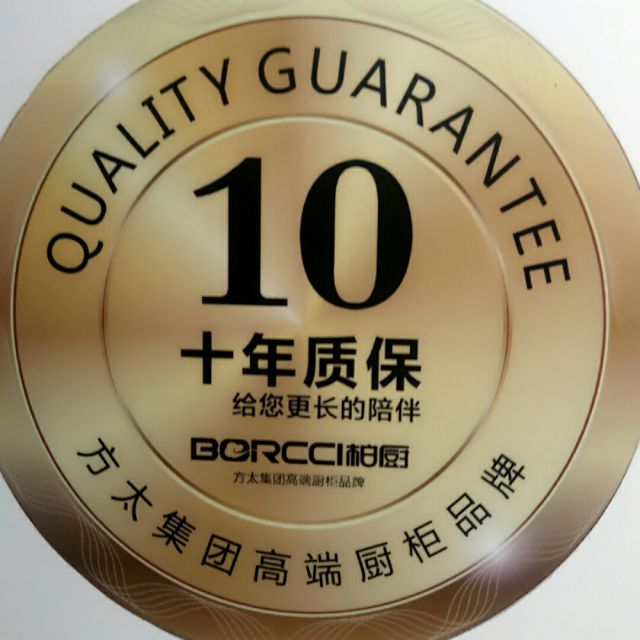 QUALITY GUARANTEE
10
十年质保
给您更长的陪伴
BORCCI柏厨
方太集团高端厨柜品牌
方太集团高端厨柜品牌